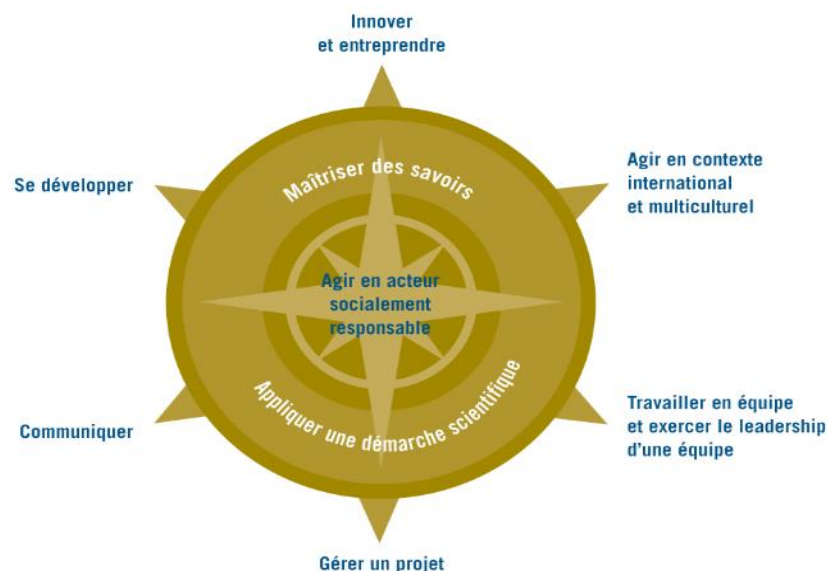 Innover
et entreprendre
Se développer
Maîtriser des savoirs
Agir en contexte
international
et multiculturel
Agir en acteur
socialement
responsable
Appliquer une démarche scientifique
Communiquer
Travailler en équipe
et exercer le leadership
d'une équipe
Gérer un projet